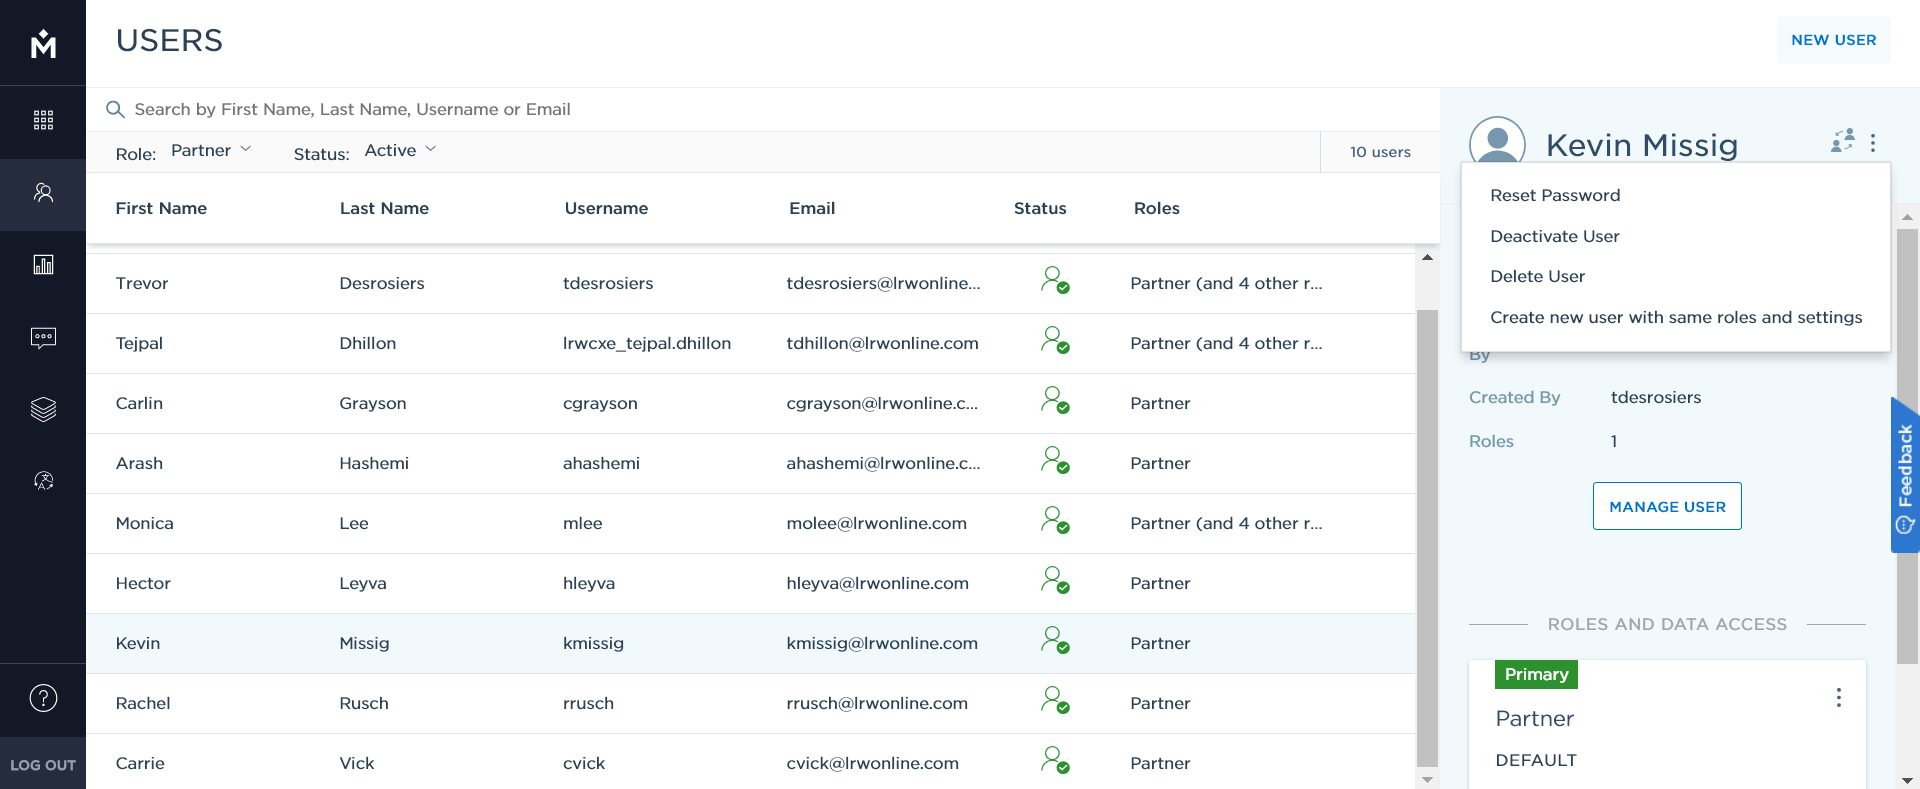 USERS
NEW USER
Search by First Name, Last Name, Username or Email
Role: Partner Status: Active 10 users
First Name Last Name Username Email Status Roles
Trevor Desrosiers tdesrosiers tdesrosiers@lrwonline... Partner (and 4 other r...
Tejpal Dhillon lrwcxe_tejpal.dhillon tdhillon@lrwonline.com Partner (and 4 other r...
Carlin Grayson cgrayson cgrayson@lrwonline.c... Partner
Arash Hashemi ahashemi ahashemi@lrwonline.c... Partner
Monica Lee mlee molee@lrwonline.com Partner (and 4 other r...
Hector Leyva hleyva hleyva@lrwonline.com Partner
Kevin Missig kmissig kmissig@lrwonline.com Partner
Rachel Rusch rrusch rrusch@lrwonline.com Partner
Carrie Vick cvick cvick@lrwonline.com Partner
LOG OUT
Kevin Missig
Reset Password
Deactivate User
Delete User
Create new user with same roles and settings
By
Created By tdesrosiers
Roles 1
MANAGE USER
Feedback
ROLES AND DATA ACCESS
Primary
Partner
DEFAULT